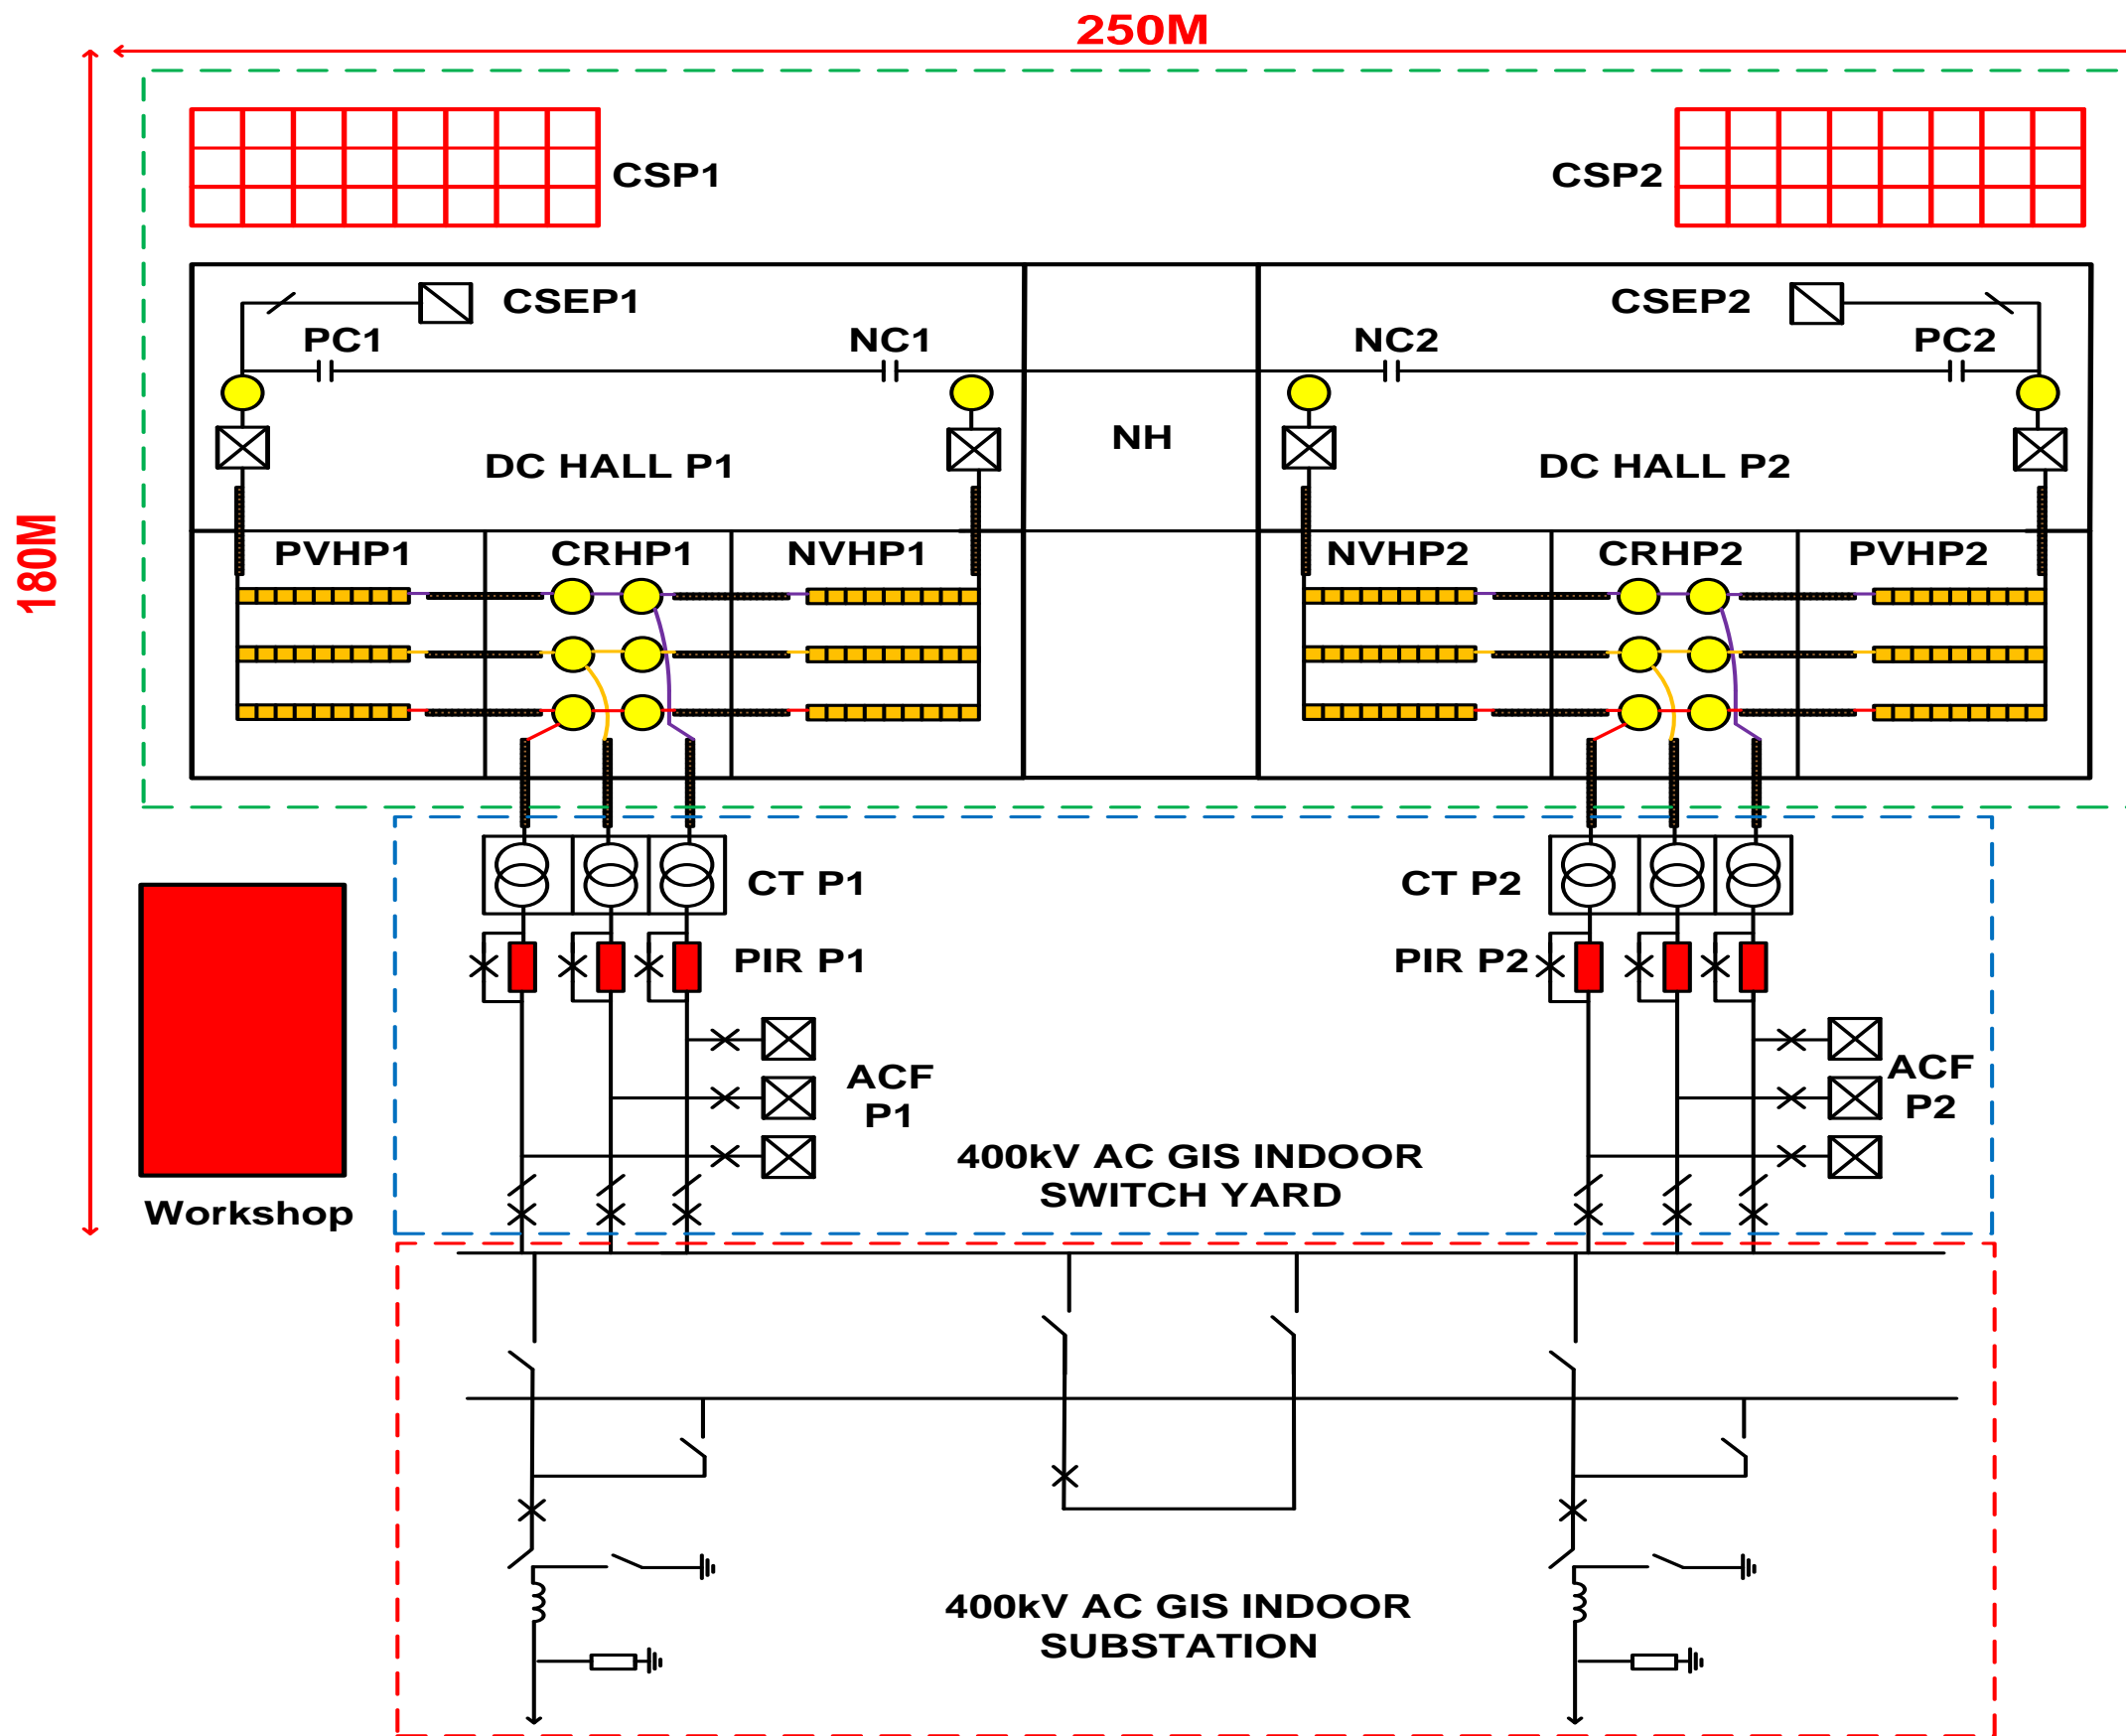 250M
180M
CSP1
CSP2
CSEP1
CSEP2
PC1
NC1
NC2
PC2
NH
DC HALL P1
DC HALL P2
PVHP1
CRHP1
NVHP1
NVHP2
CRHP2
PVHP2
CT P1
CT P2
PIR P1
PIR P2
ACF
P1
ACF
P2
400kV AC GIS INDOOR
SWITCH YARD
Workshop
400kV AC GIS INDOOR
SUBSTATION